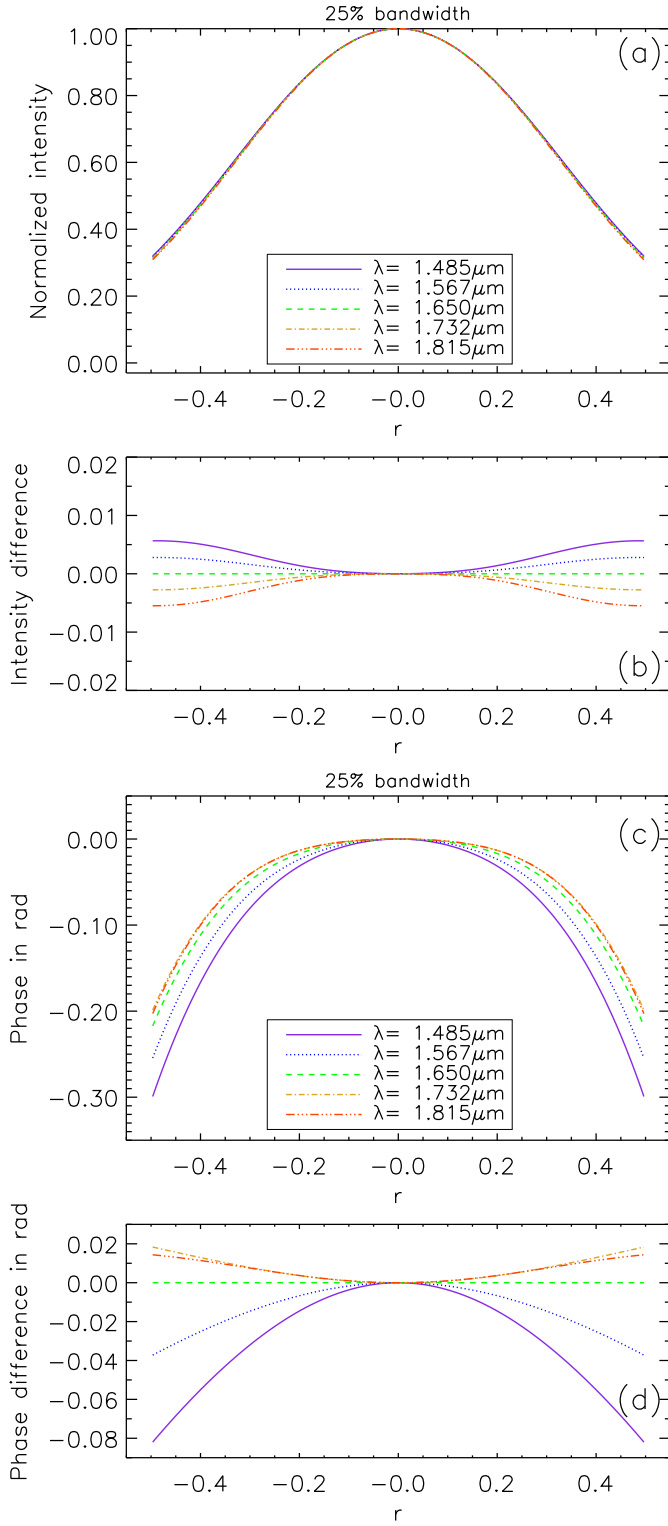 25% bandwidth
(a)
Normalized intensity
1.00
0.80
0.60
0.40
0.20
0.00
λ= 1.485μm
λ= 1.567μm
λ= 1.650μm
λ= 1.732μm
λ= 1.815μm
−0.4 −0.2 −0.0 0.2 0.4
r
Intensity difference
0.02
0.01
0.00
−0.01
−0.02
(b)
−0.4 −0.2 −0.0 0.2 0.4
r
25% bandwidth
(c)
Phase in rad
0.00
−0.10
−0.20
−0.30
λ= 1.485μm
λ= 1.567μm
λ= 1.650μm
λ= 1.732μm
λ= 1.815μm
−0.4 −0.2 −0.0 0.2 0.4
r
Phase difference in rad
0.02
0.00
−0.02
−0.04
−0.06
−0.08
(d)
−0.4 −0.2 −0.0 0.2 0.4
r